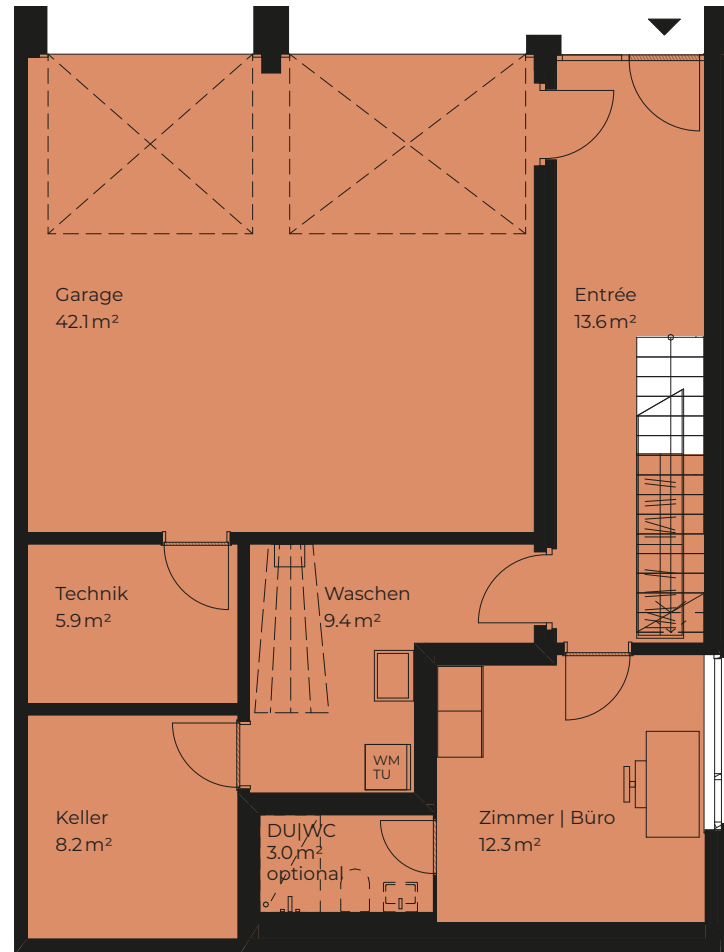 Garage
42.1 m²
Entrée
13.6 m²
Technik
5.9 m²
Waschen
9.4 m²
WM
TU
Keller
8.2 m²
DU|WC
3.0 m²
optional
Zimmer | Büro
12.3 m²